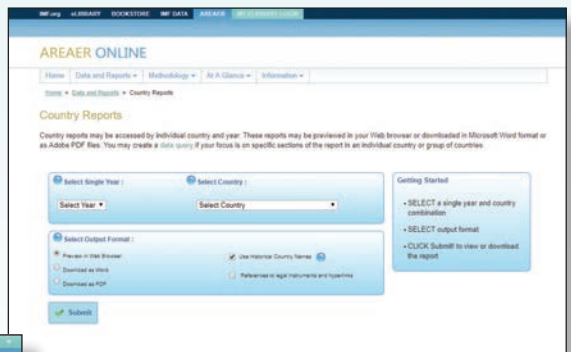 IMF.org eLIBRARY BOOKSTORE IMF DATA AREAER
AREAER ONLINE
Home Data and Reports Methodology At A Glance Information
Home Data and Reports Country Reports
Country Reports
Country reports may be accessed by individual country and year. These reports may be previewed in your Web browser or downloaded in Microsoft Word format or
as Adobe PDF files. You may create a data query if your focus is on specific sections of the report in an individual country or group of countries
Select Single Year : Select Country :
Select Year Select Country
Select Output Format :
Preview in Web Browser Use Historical Country Names
Download as Word References to legal instruments and hyperlinks
Download as PDF
Submit
Getting Started
• SELECT a single year and country
combination
• SELECT output format
• CLICK Submit! to view or download
the report